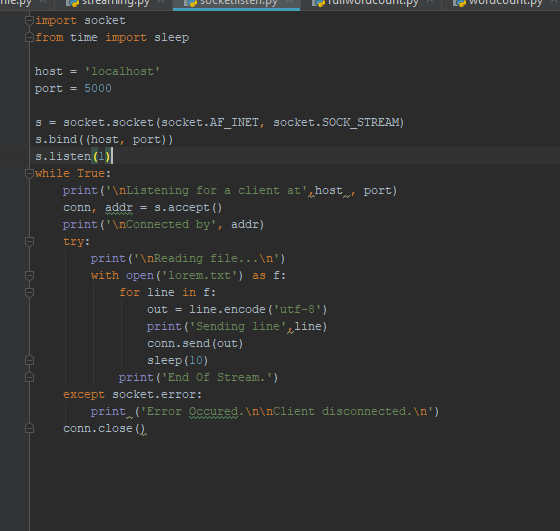 streaming.py
socketlisten.py
wordcount.py
import socket
from time import sleep
host = 'localhost'
port = 5000
s = socket.socket(socket.AF_INET, socket.SOCK_STREAM)
s.bind((host, port))
s.listen(1)
while True:
print('\nListening for a client at',host , port)
conn, addr = s.accept()
print('\nConnected by', addr)
try:
print('\nReading file...\n')
with open('lorem.txt') as f:
for line in f:
out = line.encode('utf-8')
print('Sending line',line)
conn.send(out)
sleep(10)
print('End Of Stream.')
except socket.error:
print ('Error Occured.\n\nClient disconnected.\n')
conn.close()